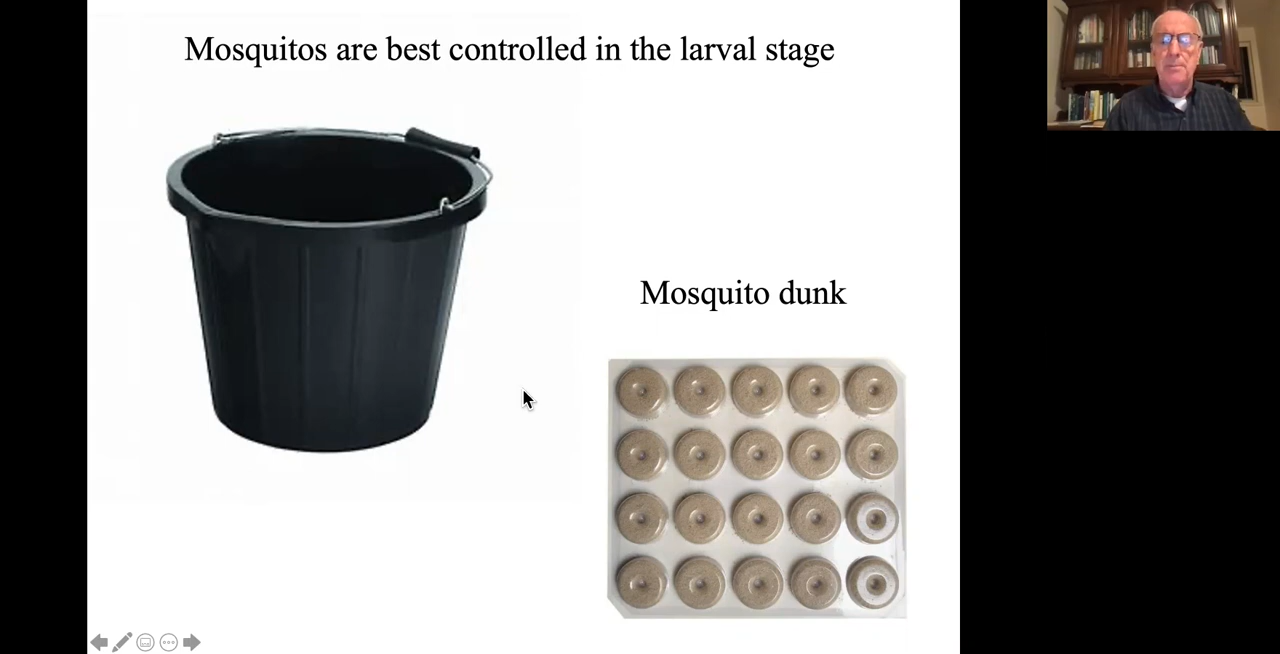 Mosquitos are best controlled in the larval stage
Mosquito dunk